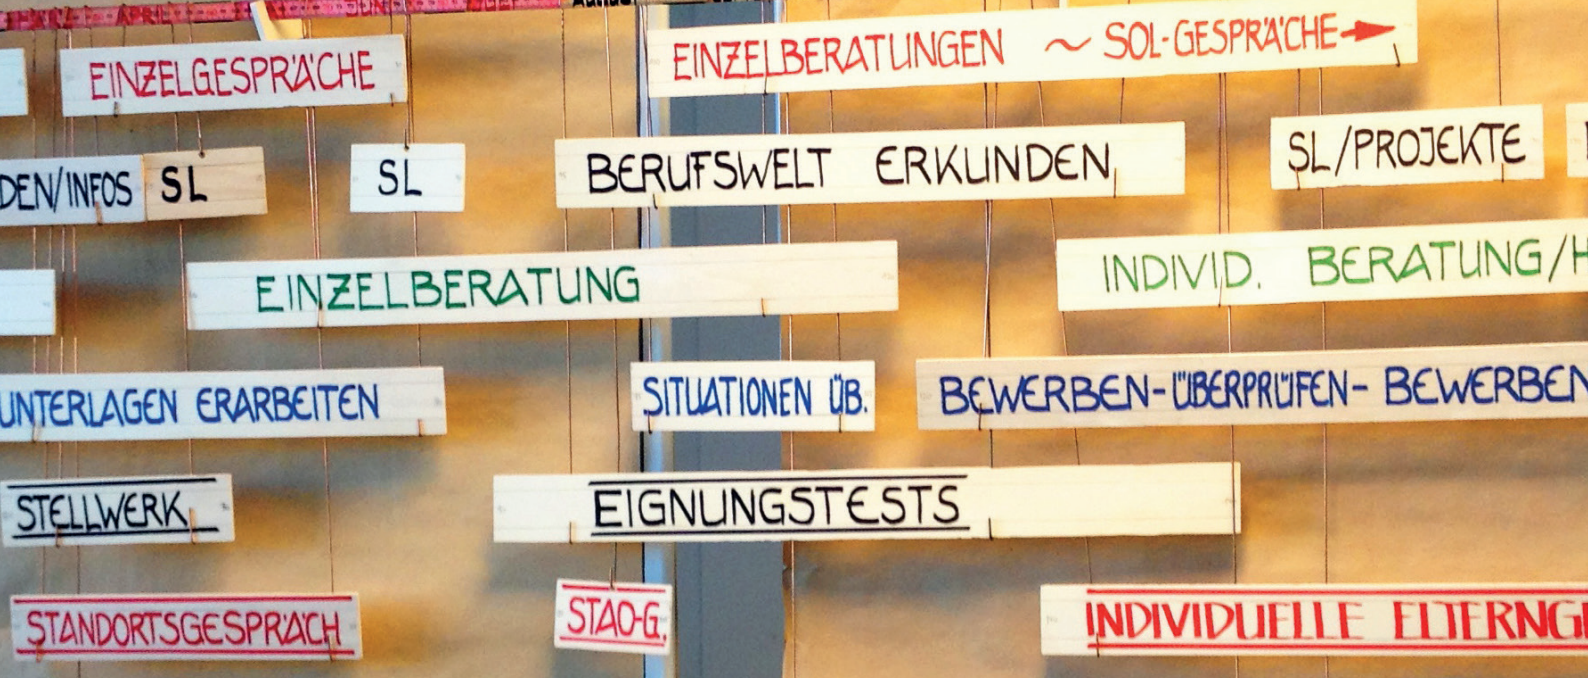 APRIL
EINZELGESPRÄCHE
EINZELBERATUNGEN ~ SOL-GESPRÄCHE →
DEN/INFOS SL SL BERUFSWELT ERKUNDEN SL/PROJEKTE
EINZELBERATUNG INDIVID. BERATUNG/H
UNTERLAGEN ERARBEITEN SITUATIONEN ÜB. BEWERBEN-ÜBERPRÜFEN- BEWERBEN
STELLWERK EIGNUNGSTESTS
STANDORTSGESPRÄCH STAO-G. INDIVIDUELLE ELTERNG